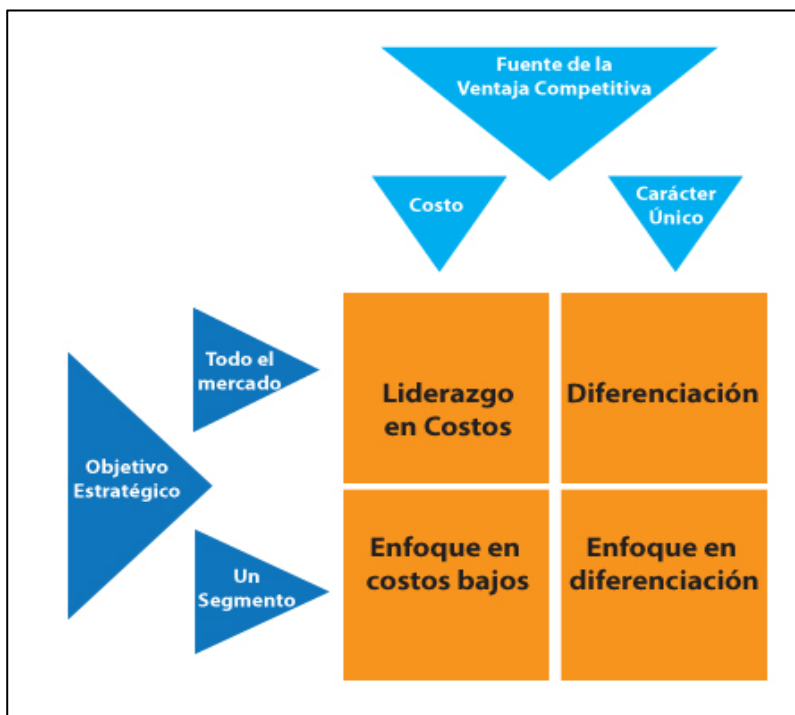 Fuente de la
Ventaja Competitiva
Costo
Carácter
Único
Todo el
mercado
Liderazgo
en Costos
Diferenciación
Objetivo
Estratégico
Un
Segmento
Enfoque en
costos bajos
Enfoque en
diferenciación